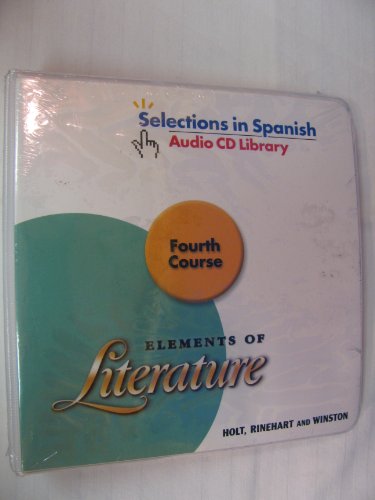 Selections in Spanish
Audio CD Library
Fourth
Course
ELEMENTS OF
Literature
HOLT, RINEHART AND WINSTON